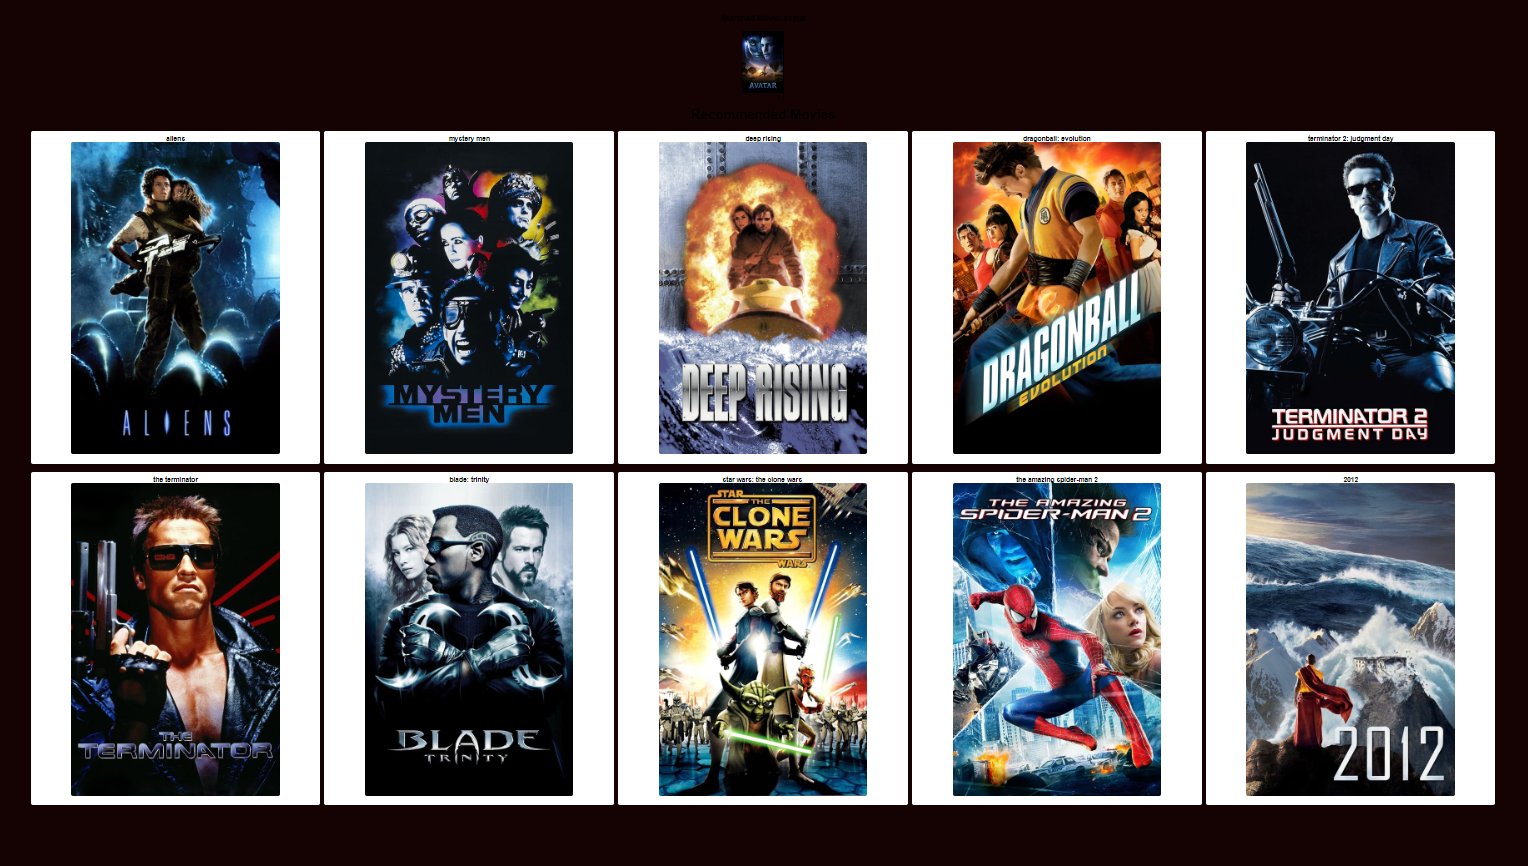 AVATAR
Recommended Movies
aliens
mystery men
deep rising
dragonball: evolution
terminator 2: judgment day
ALIENS
MYSTERY
MEN
DEEP RISING
DRAGONBALL
EVOLUTION
TERMINATOR 2
JUDGMENT DAY
the terminator
blade: trinity
star wars: the clone wars
the amazing spider-man 2
2012
THE
TERMINATOR
BLADE
TRINITY
STAR
THE
CLONE
WARS
WARS
THE AMAZING
SPIDER-MAN 2
2012